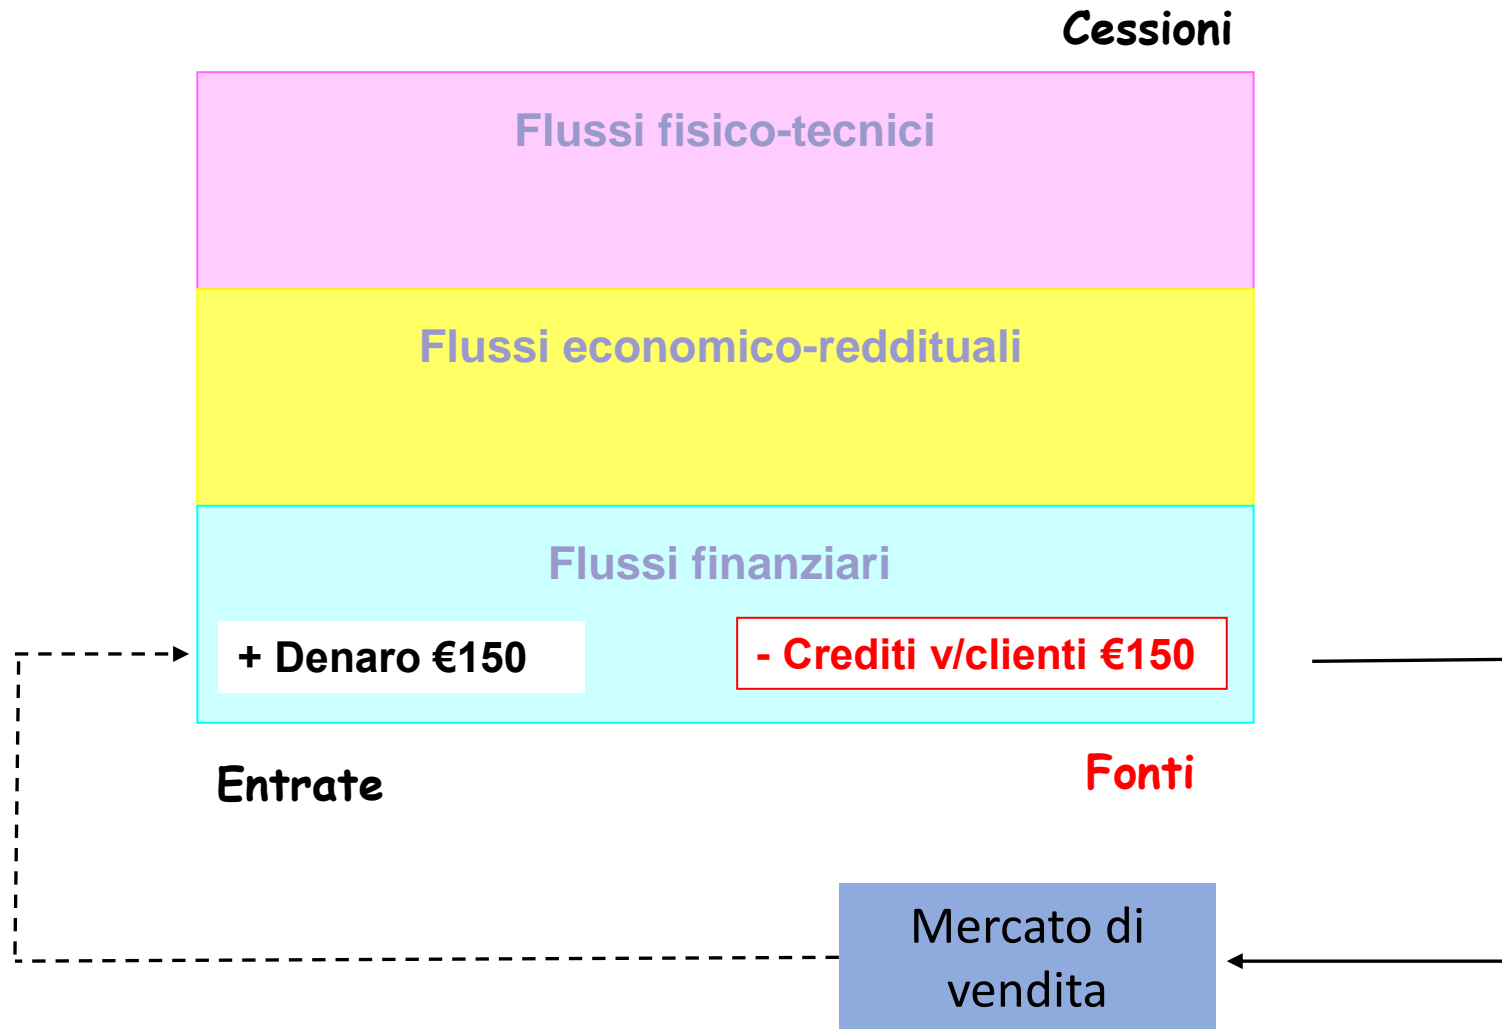 Cessioni
Flussi fisico-tecnici
Flussi economico-reddituali
Flussi finanziari
+ Denaro €150
- Crediti v/clienti €150
Entrate
Fonti
Mercato di
vendita